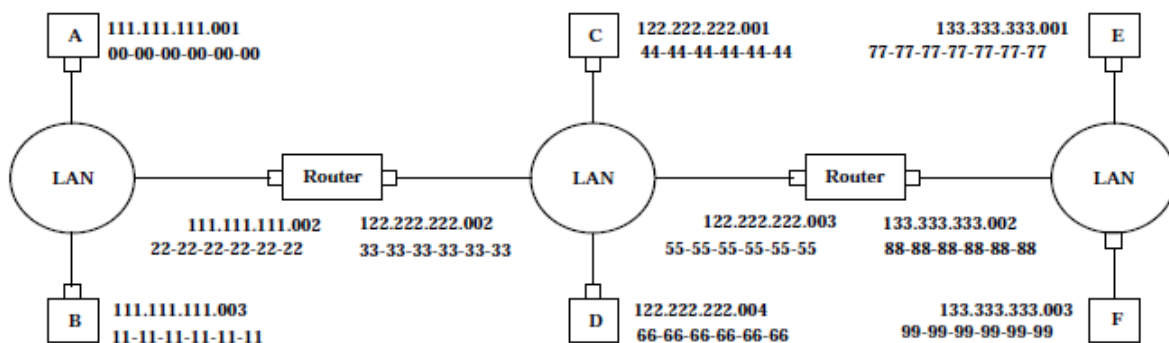 A
111.111.111.001
00-00-00-00-00-00
C
122.222.222.001
44-44-44-44-44-44
133.333.333.001
77-77-77-77-77-77
E
LAN
Router
LAN
Router
LAN
111.111.111.002
22-22-22-22-22-22
122.222.222.002
33-33-33-33-33-33
122.222.222.003
55-55-55-55-55-55
133.333.333.002
88-88-88-88-88-88
B
111.111.111.003
11-11-11-11-11-11
D
122.222.222.004
66-66-66-66-66-66
133.333.333.003
99-99-99-99-99-99
F